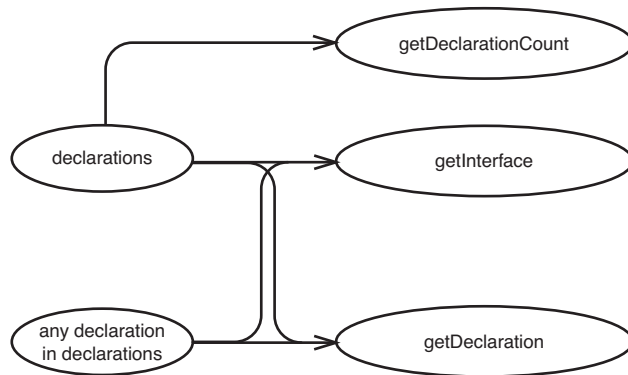 getDeclarationCount
declarations
getInterface
any declaration
in declarations
getDeclaration